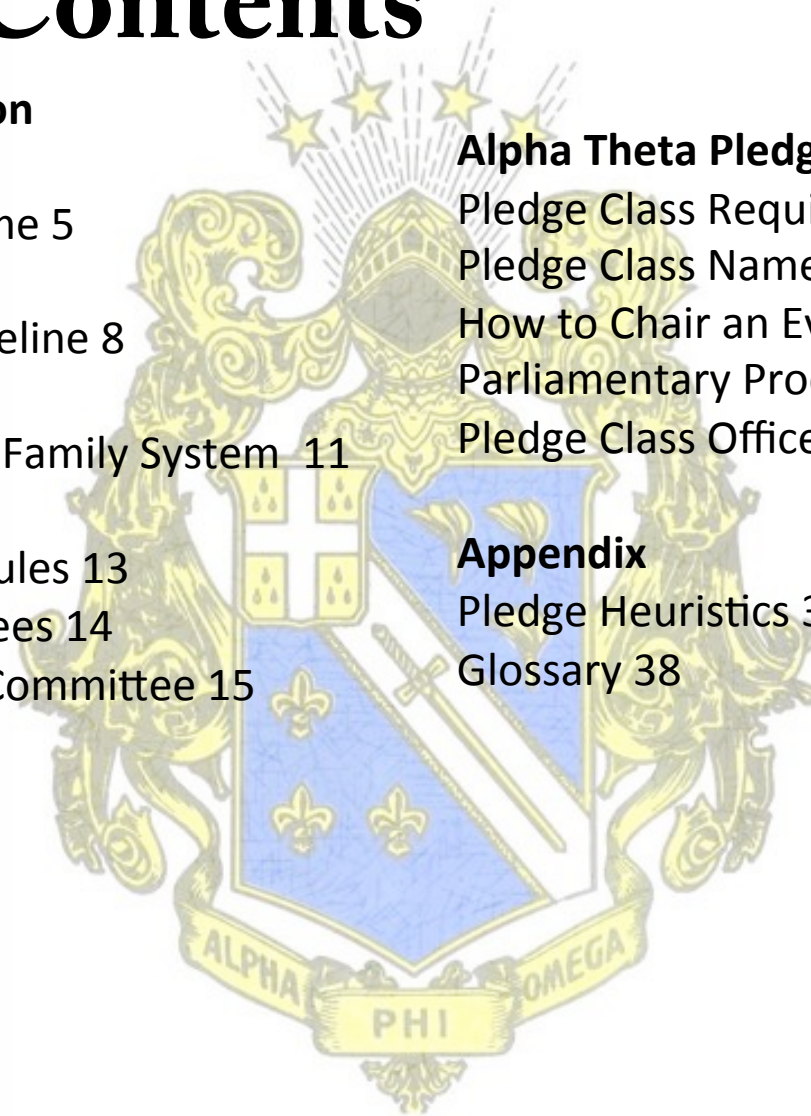 Contents
on
ne 5
eline 8
Family System 11
ules 13
ees 14
Committee 15
Alpha Theta Pledg
Pledge Class Requi
Pledge Class Name
How to Chair an Ev
Parliamentary Proc
Pledge Class Office
Appendix
Pledge Heuristics 3
Glossary 38
ALPHA
PHI
OMEGA